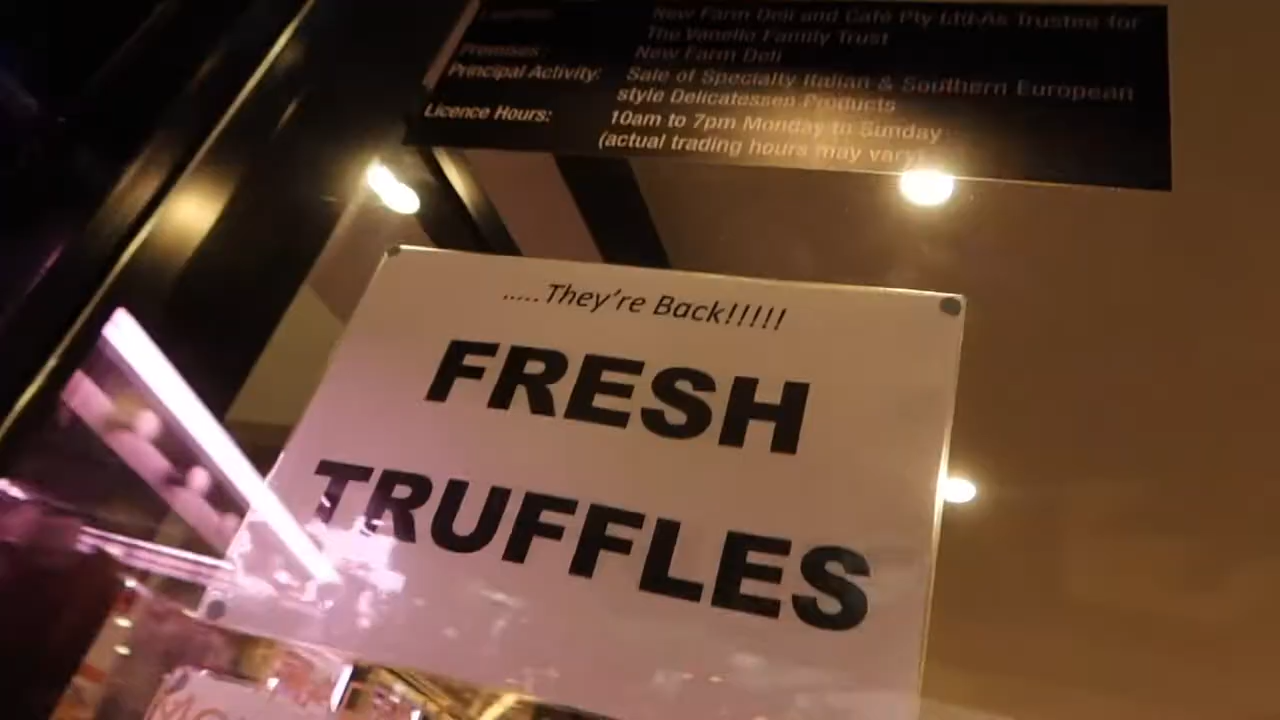 New Farm Deli and Café Pty Ltd As Trustee for
The Vanello Family Trust
Premises: New Farm Deli
Principal Activity: Sale of Specialty Italian & Southern European
style Delicatessen Products
Licence Hours: 10am to 7pm Monday to Sunday
(actual trading hours may vary)
.....They're Back!!!!!
FRESH
TRUFFLES